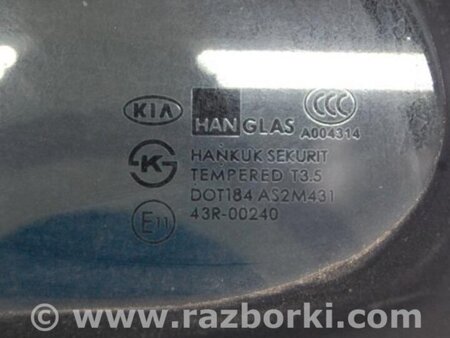 KIA HANGLAS CCC
A004314
K S HANKUK SEKURIT
TEMPERED T3.5
DOT184 AS2M431
E11 43R-00240
© www.razborki.com